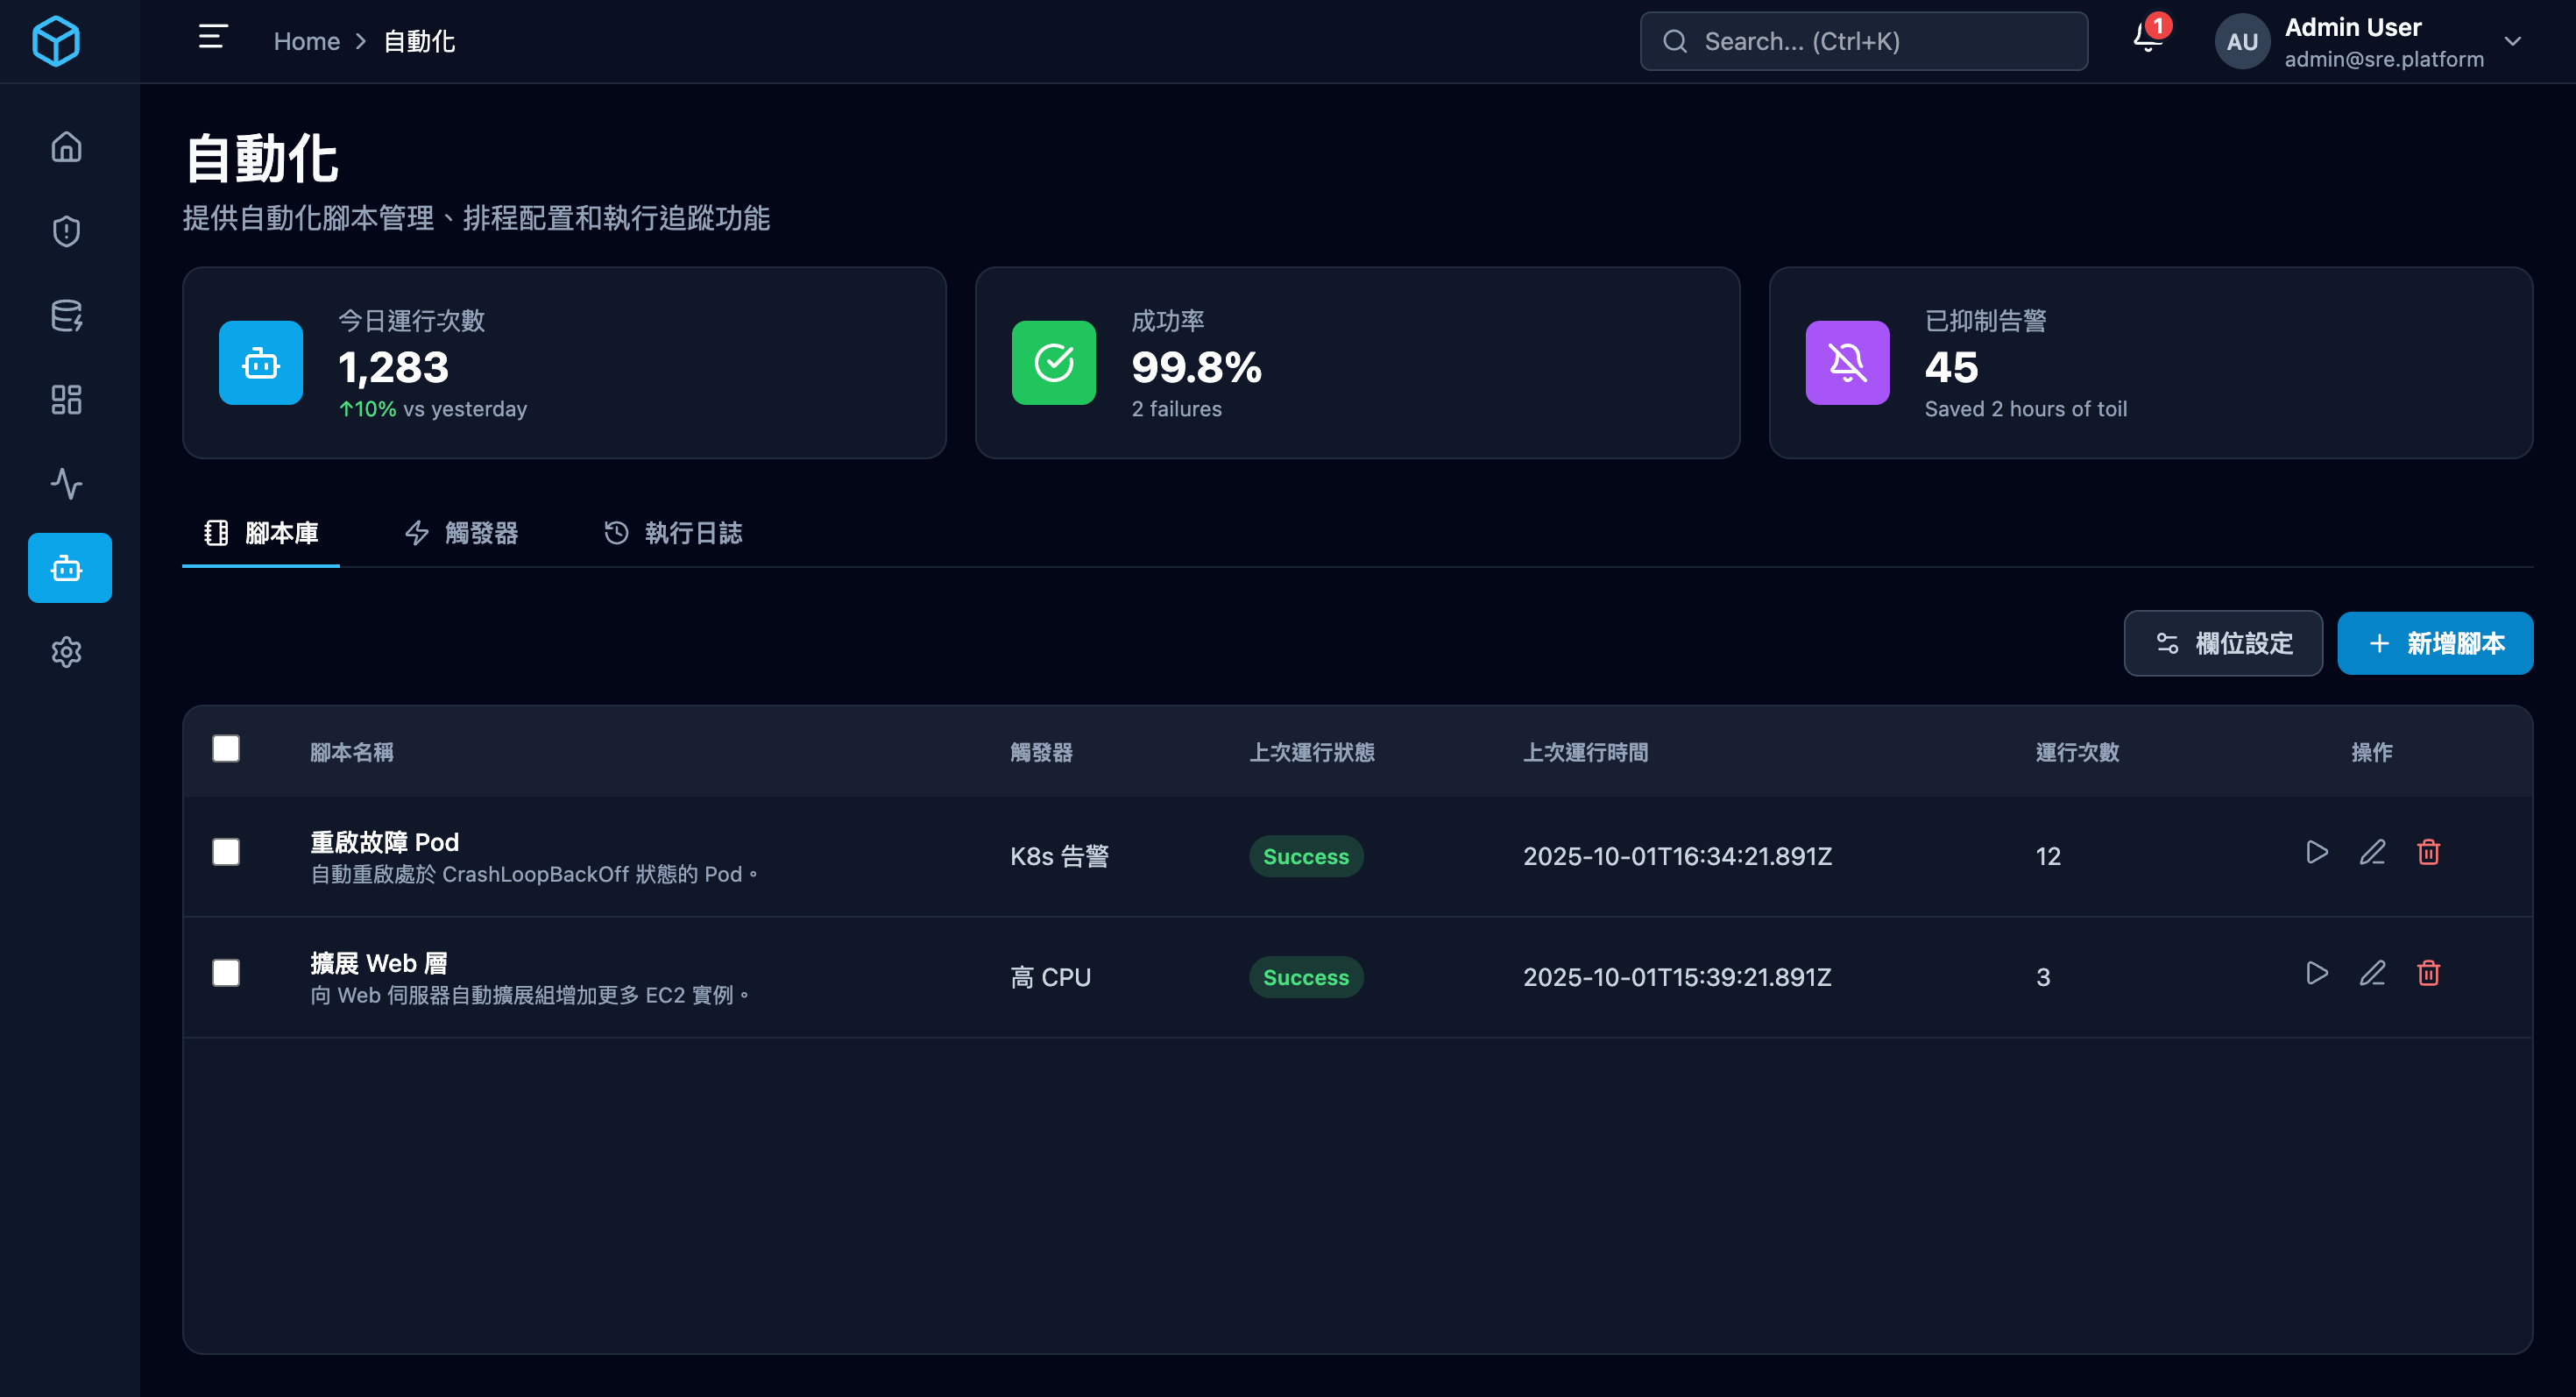 Home > 自動化
Search... (Ctrl+K)
1
AU
Admin User
admin@sre.platform
自動化
提供自動化腳本管理、排程配置和執行追蹤功能
今日運行次數
1,283
↑10% vs yesterday
成功率
99.8%
2 failures
已抑制告警
45
Saved 2 hours of toil
腳本庫 觸發器 執行日誌
欄位設定 + 新增腳本
腳本名稱 觸發器 上次運行狀態 上次運行時間 運行次數 操作
重啟故障 Pod
自動重啟處於 CrashLoopBackOff 狀態的 Pod。
K8s 告警 Success 2025-10-01T16:34:21.891Z 12
擴展 Web 層
向 Web 伺服器自動擴展組增加更多 EC2 實例。
高 CPU Success 2025-10-01T15:39:21.891Z 3